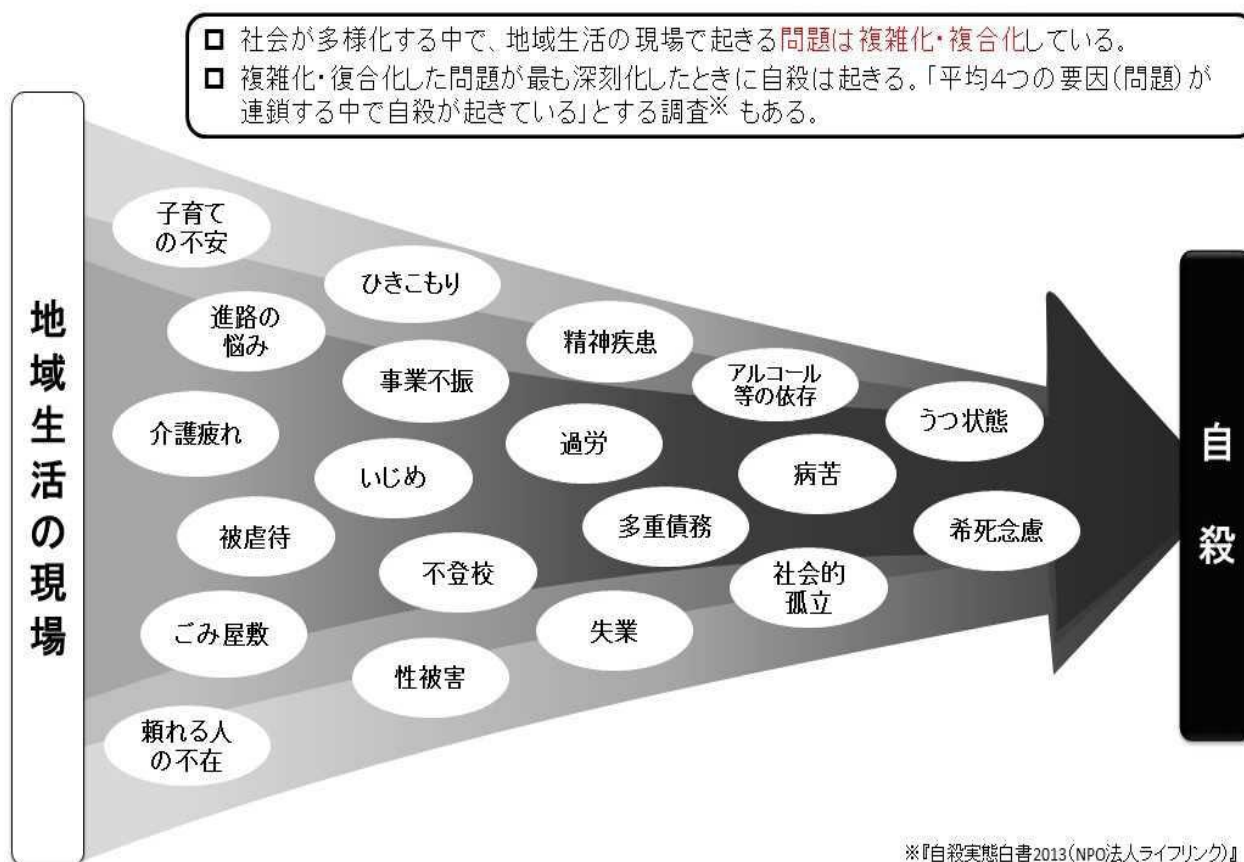 □ 社会が多様化する中で、地域生活の現場で起きる問題は複雑化・複合化している。
□ 複雑化・復合化した問題が最も深刻化したときに自殺は起きる。「平均4つの要因(問題)が
連鎖する中で自殺が起きている」とする調査※ もある。
地域生活の現場
子育て
の不安
ひきこもり
進路の
悩み
精神疾患
事業不振
アルコール
等の依存
うつ状態
介護疲れ
過労
いじめ
病苦
被虐待
多重債務
希死念慮
不登校
社会的
孤立
ごみ屋敷
失業
性被害
頼れる人
の不在
自殺
※『自殺実態白書2013(NPO法人ライフリンク)』